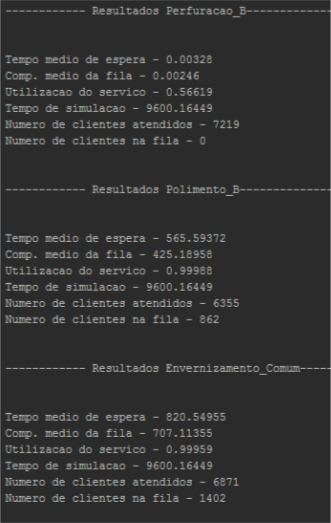 ------------ Resultados Perfuracao_B-------------
Tempo medio de espera - 0.00328
Comp. medio da fila - 0.00246
Utilizacao do servico - 0.56619
Tempo de simulacao - 9600.16449
Numero de clientes atendidos - 7219
Numero de clientes na fila - 0
------------ Resultados Polimento_B--------------
Tempo medio de espera - 565.59372
Comp. medio da fila - 425.18958
Utilizacao do servico - 0.99988
Tempo de simulacao - 9600.16449
Numero de clientes atendidos - 6355
Numero de clientes na fila - 862
------------ Resultados Envernizamento_Comum-----
Tempo medio de espera - 820.54955
Comp. medio da fila - 707.11355
Utilizacao do servico - 0.99959
Tempo de simulacao - 9600.16449
Numero de clientes atendidos - 6871
Numero de clientes na fila - 1402